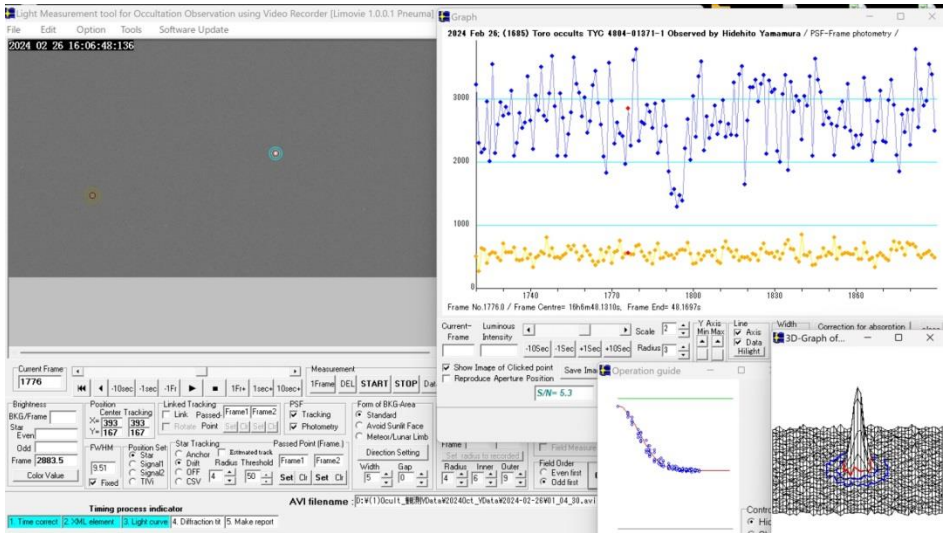 Light Measurement tool for Occultation Observation using Video Recorder [Limovie 1.0.0.1 Pneuma]
File Edit Option Tools Software Update
2024 02 26 16:06:48:136
Graph
2024 Feb 26; (1685) Toro occults TYC 4804-01371-1 Observed by Hidehito Yamamura / PSF-Frame photometry /
3000
2000
1000
0
1740 1770 1800 1830 1860
Frame No.1776.0 / Frame Centre= 16h6m48.1310s, Frame End= 48.1697s
Current-Frame
Luminous Intensity
Scale 2
Radius 3
-10Sec -1Sec +1Sec +10Sec
Y Axis
Min Max
Line
Axis
Data
Hilight
Width
Correction for absorption
Show Image of Clicked point
Save Ima
Reproduce Aperture Position
S/N= 5.3
3D-Graph of...
Operation guide
Current Frame
1776
-10sec -1sec -1Fr 1Fr+ 1sec+ 10sec+
Measurement
1Frame DEL START STOP Dat
Brightness
BKG/Frame
Star
Even
Odd
Frame 2883.5
Color Value
Position
Center Tracking
X= 393 393
Y= 167 167
FWHM
9.51
Fixed
Position Set
Star
Signal1
Signal2
TIVi
Linked Tracking
Link Passed-Point Frame1 Frame2
Rotate Set Clr Set Clr
Star Tracking
Anchor
Drift
OFF
CSV
Estimated track
Radius Threshold
4 50
PSF
Tracking
Photometry
Passed Point (Frame.)
Frame1 Frame2
Set Clr Set Clr
Form of BKG-Area
Standard
Avoid Sunlit Face
Meteor/Lunar Limb
Direction Setting
Width Gap
5 0
Set radius to recorded
Radius Inner Outer
4 6 9
Field Measure
Field Order
Even first
Odd first
Timing process indicator
1. Time correct 2. XML element 3. Light curve 4. Diffraction tit 5. Make report
AVI filename :
Contro
Hic